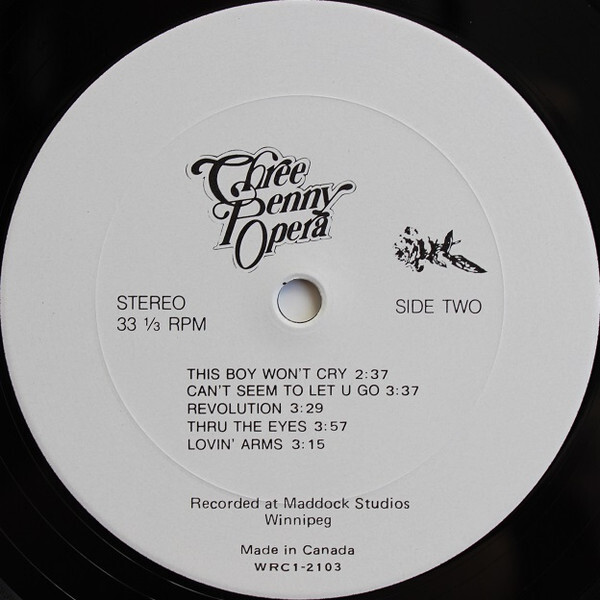 Three
Penny
Opera
STEREO
33 ⅓ RPM
SIDE TWO
THIS BOY WON'T CRY 2:37
CAN'T SEEM TO LET U GO 3:37
REVOLUTION 3:29
THRU THE EYES 3:57
LOVIN' ARMS 3:15
Recorded at Maddock Studios
Winnipeg
Made in Canada
WRC1-2103